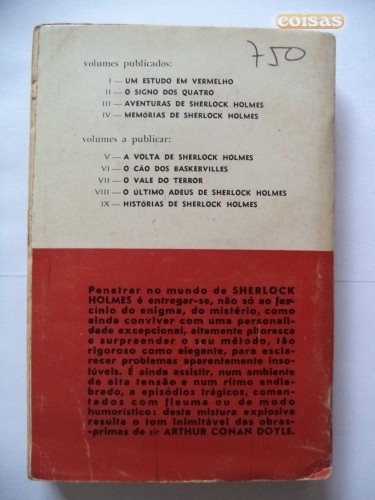 coisas
750
volumes publicados:
I — UM ESTUDO EM VERMELHO
II — O SIGNO DOS QUATRO
III — AVENTURAS DE SHERLOCK HOLMES
IV — MEMÓRIAS DE SHERLOCK HOLMES
volumes a publicar:
V — A VOLTA DE SHERLOCK HOLMES
VI — O CÃO DOS BASKERVILLES
VII — O VALE DO TERROR
VIII — O ÚLTIMO ADEUS DE SHERLOCK HOLMES
IX — HISTÓRIAS DE SHERLOCK HOLMES
Penetrar no mundo de SHERLOCK
HOLMES é entregar-se, não só ao fas-
cínio do enigma, do mistério, como
ainda conviver com uma personali-
dade excepcional, altamente pitoresca
e surpreender o seu método, tão
rigoroso como elegante, para escla-
recer problemas aparentemente inso-
lúveis. É ainda assistir, num ambiente
de alta tensão e num ritmo endia-
brado, a episódios trágicos, comen-
tados com fleuma ou de modo
humorístico: desta mistura explosiva
resulta o tom inimitável das obras-
-primas de sir ARTHUR CONAN DOYLE.